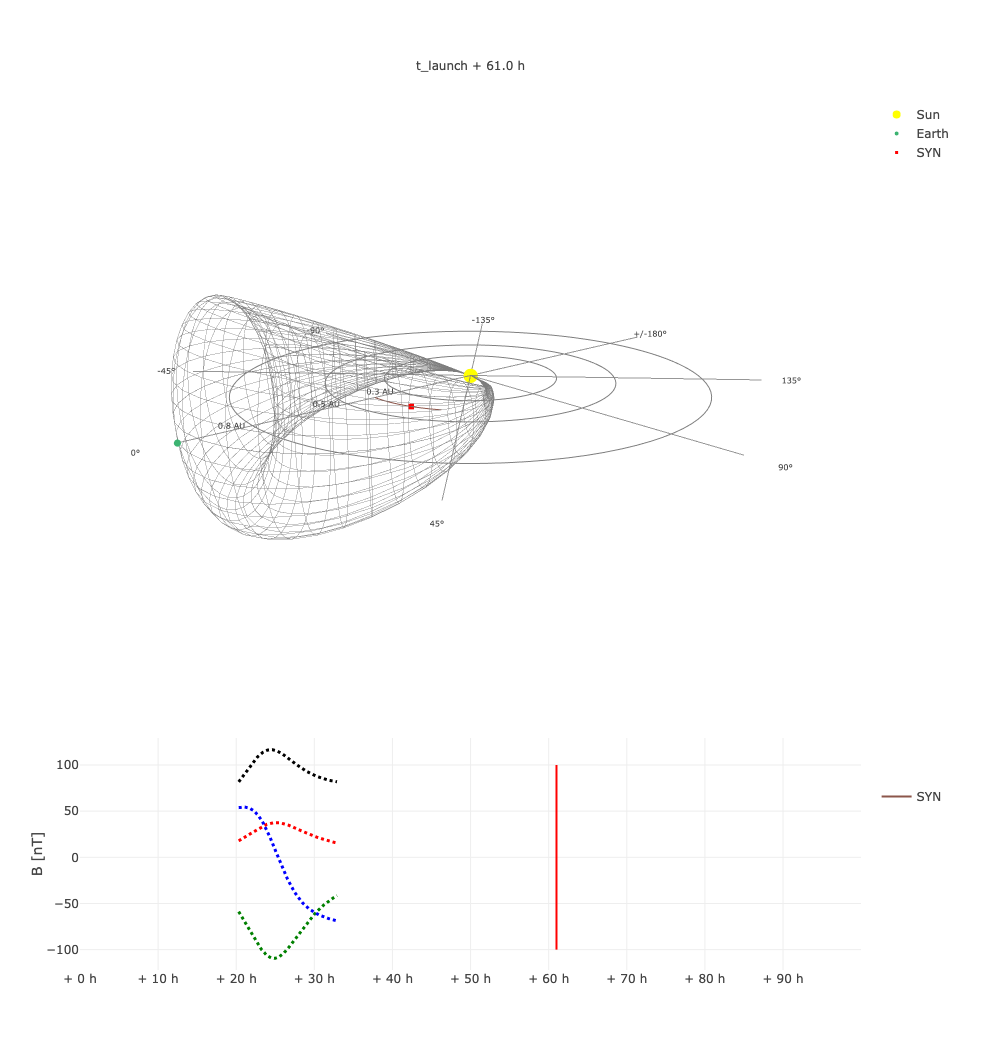 t_launch + 61.0 h
Sun
Earth
SYN
-135°
-90°
+/-180°
-45°
135°
0.3 AU
0.5 AU
0.8 AU
0°
90°
45°
100
50
0
−50
−100
B [nT]
SYN
+ 0 h
+ 10 h
+ 20 h
+ 30 h
+ 40 h
+ 50 h
+ 60 h
+ 70 h
+ 80 h
+ 90 h